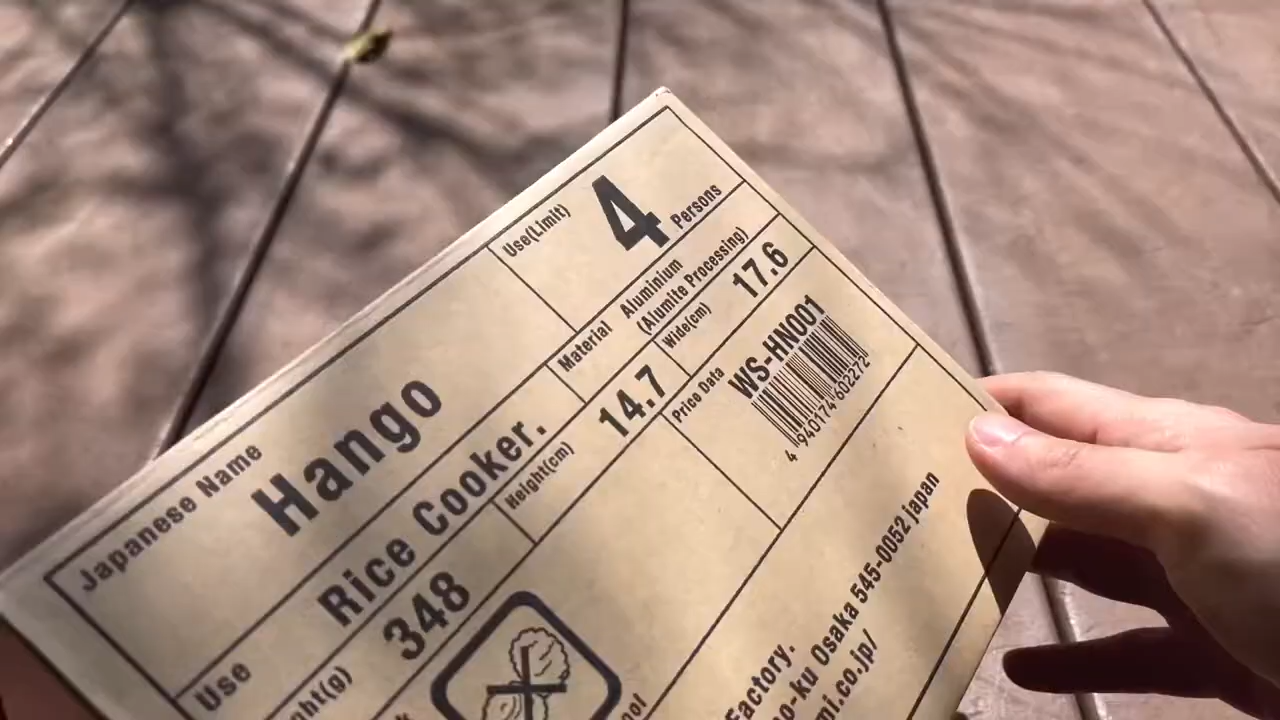 Japanese Name
Hango
Use(Limit)
4 Persons
Use
Rice Cooker.
Material
Aluminium
(Alumite Processing)
348
Height(cm)
14.7
Wide(cm)
17.6
Price Data
WS-HN001
4 940174 602272
Factory.
Osaka 545-0052 japan